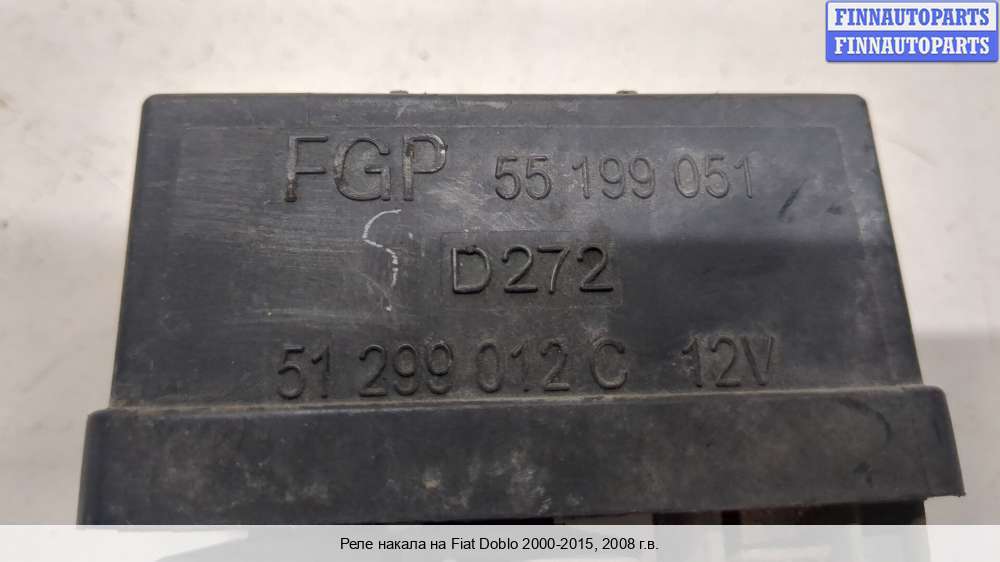 FINNAUTOPARTS
FINNAUTOPARTS
FGP 55 199 051
D272
51 299 012 C 12V
Реле накала на Fiat Doblo 2000-2015, 2008 г.в.